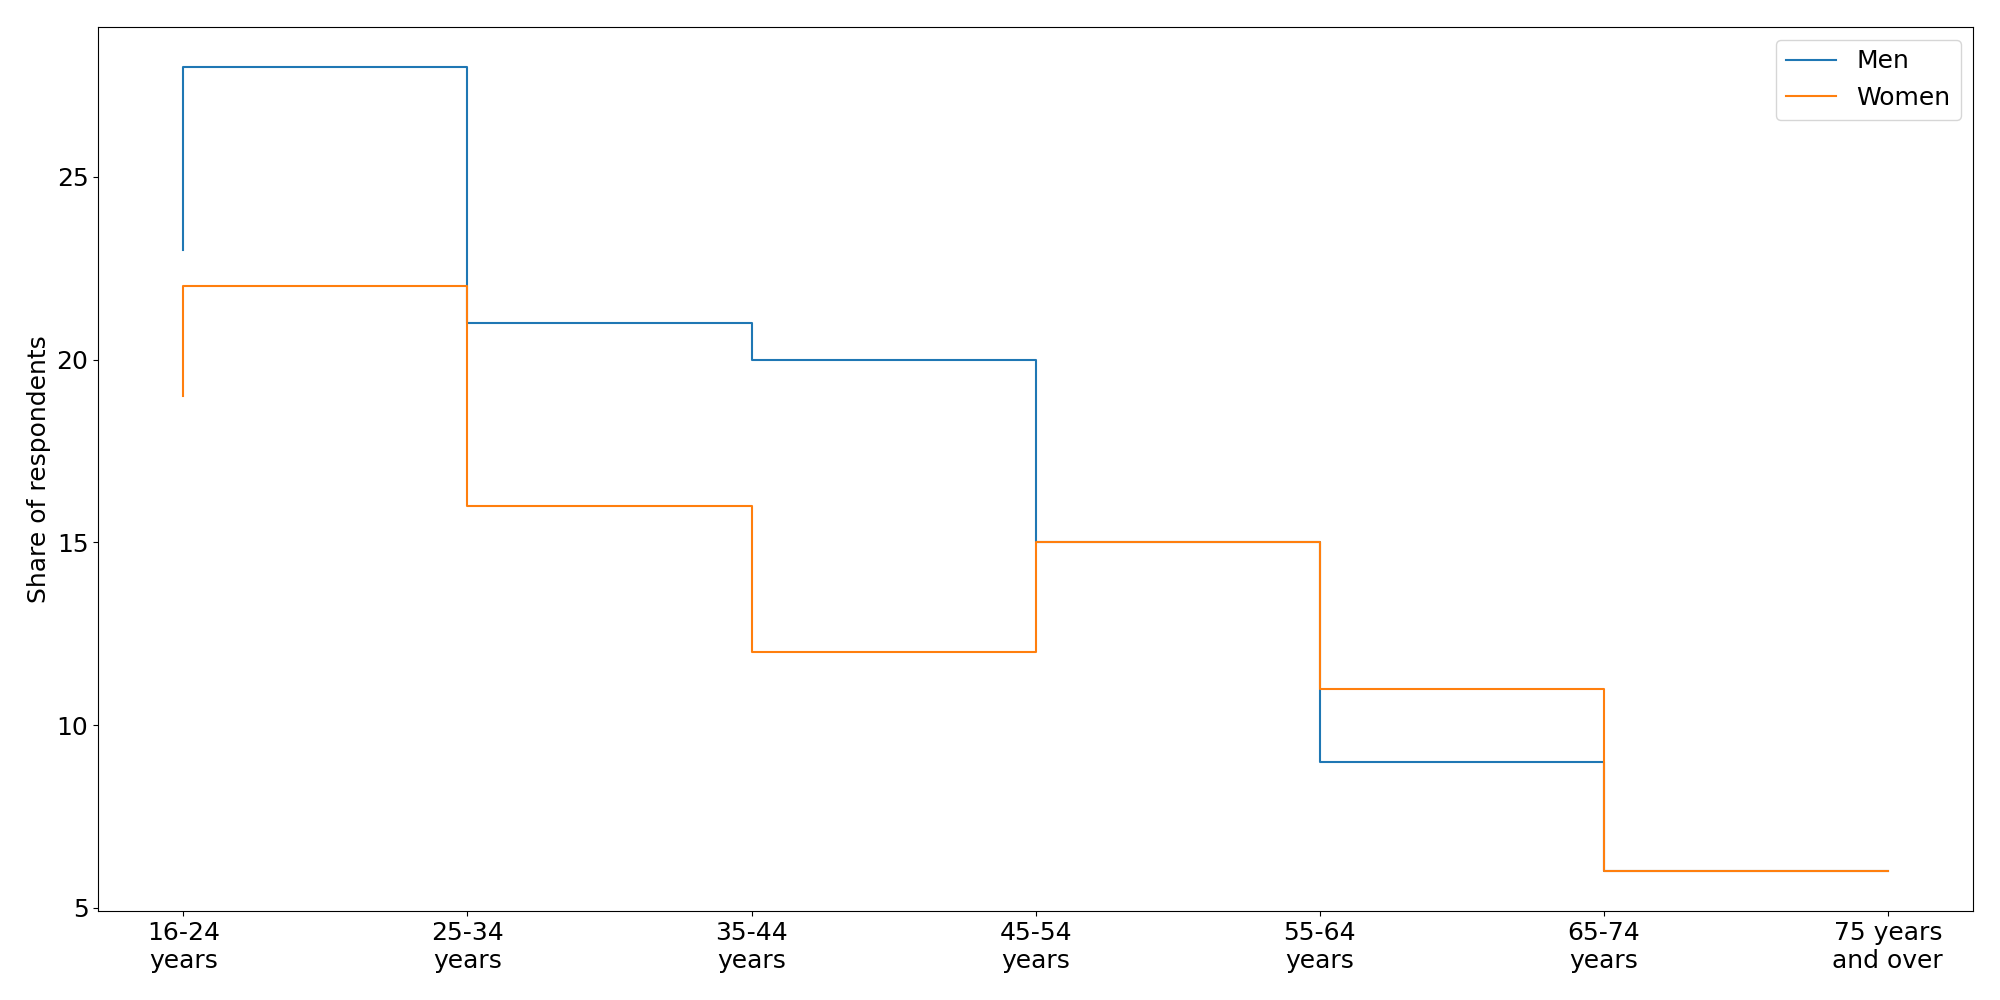 Men
Women
Share of respondents
25
20
15
10
5
16-24
years
25-34
years
35-44
years
45-54
years
55-64
years
65-74
years
75 years
and over